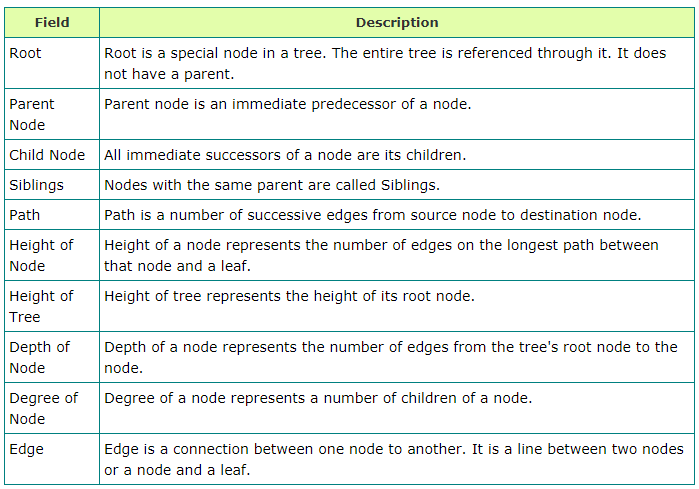 Field Description
Root Root is a special node in a tree. The entire tree is referenced through it. It does
not have a parent.
Parent Node Parent node is an immediate predecessor of a node.
Child Node All immediate successors of a node are its children.
Siblings Nodes with the same parent are called Siblings.
Path Path is a number of successive edges from source node to destination node.
Height of Node Height of a node represents the number of edges on the longest path between
that node and a leaf.
Height of Tree Height of tree represents the height of its root node.
Depth of Node Depth of a node represents the number of edges from the tree's root node to the
node.
Degree of Node Degree of a node represents a number of children of a node.
Edge Edge is a connection between one node to another. It is a line between two nodes
or a node and a leaf.